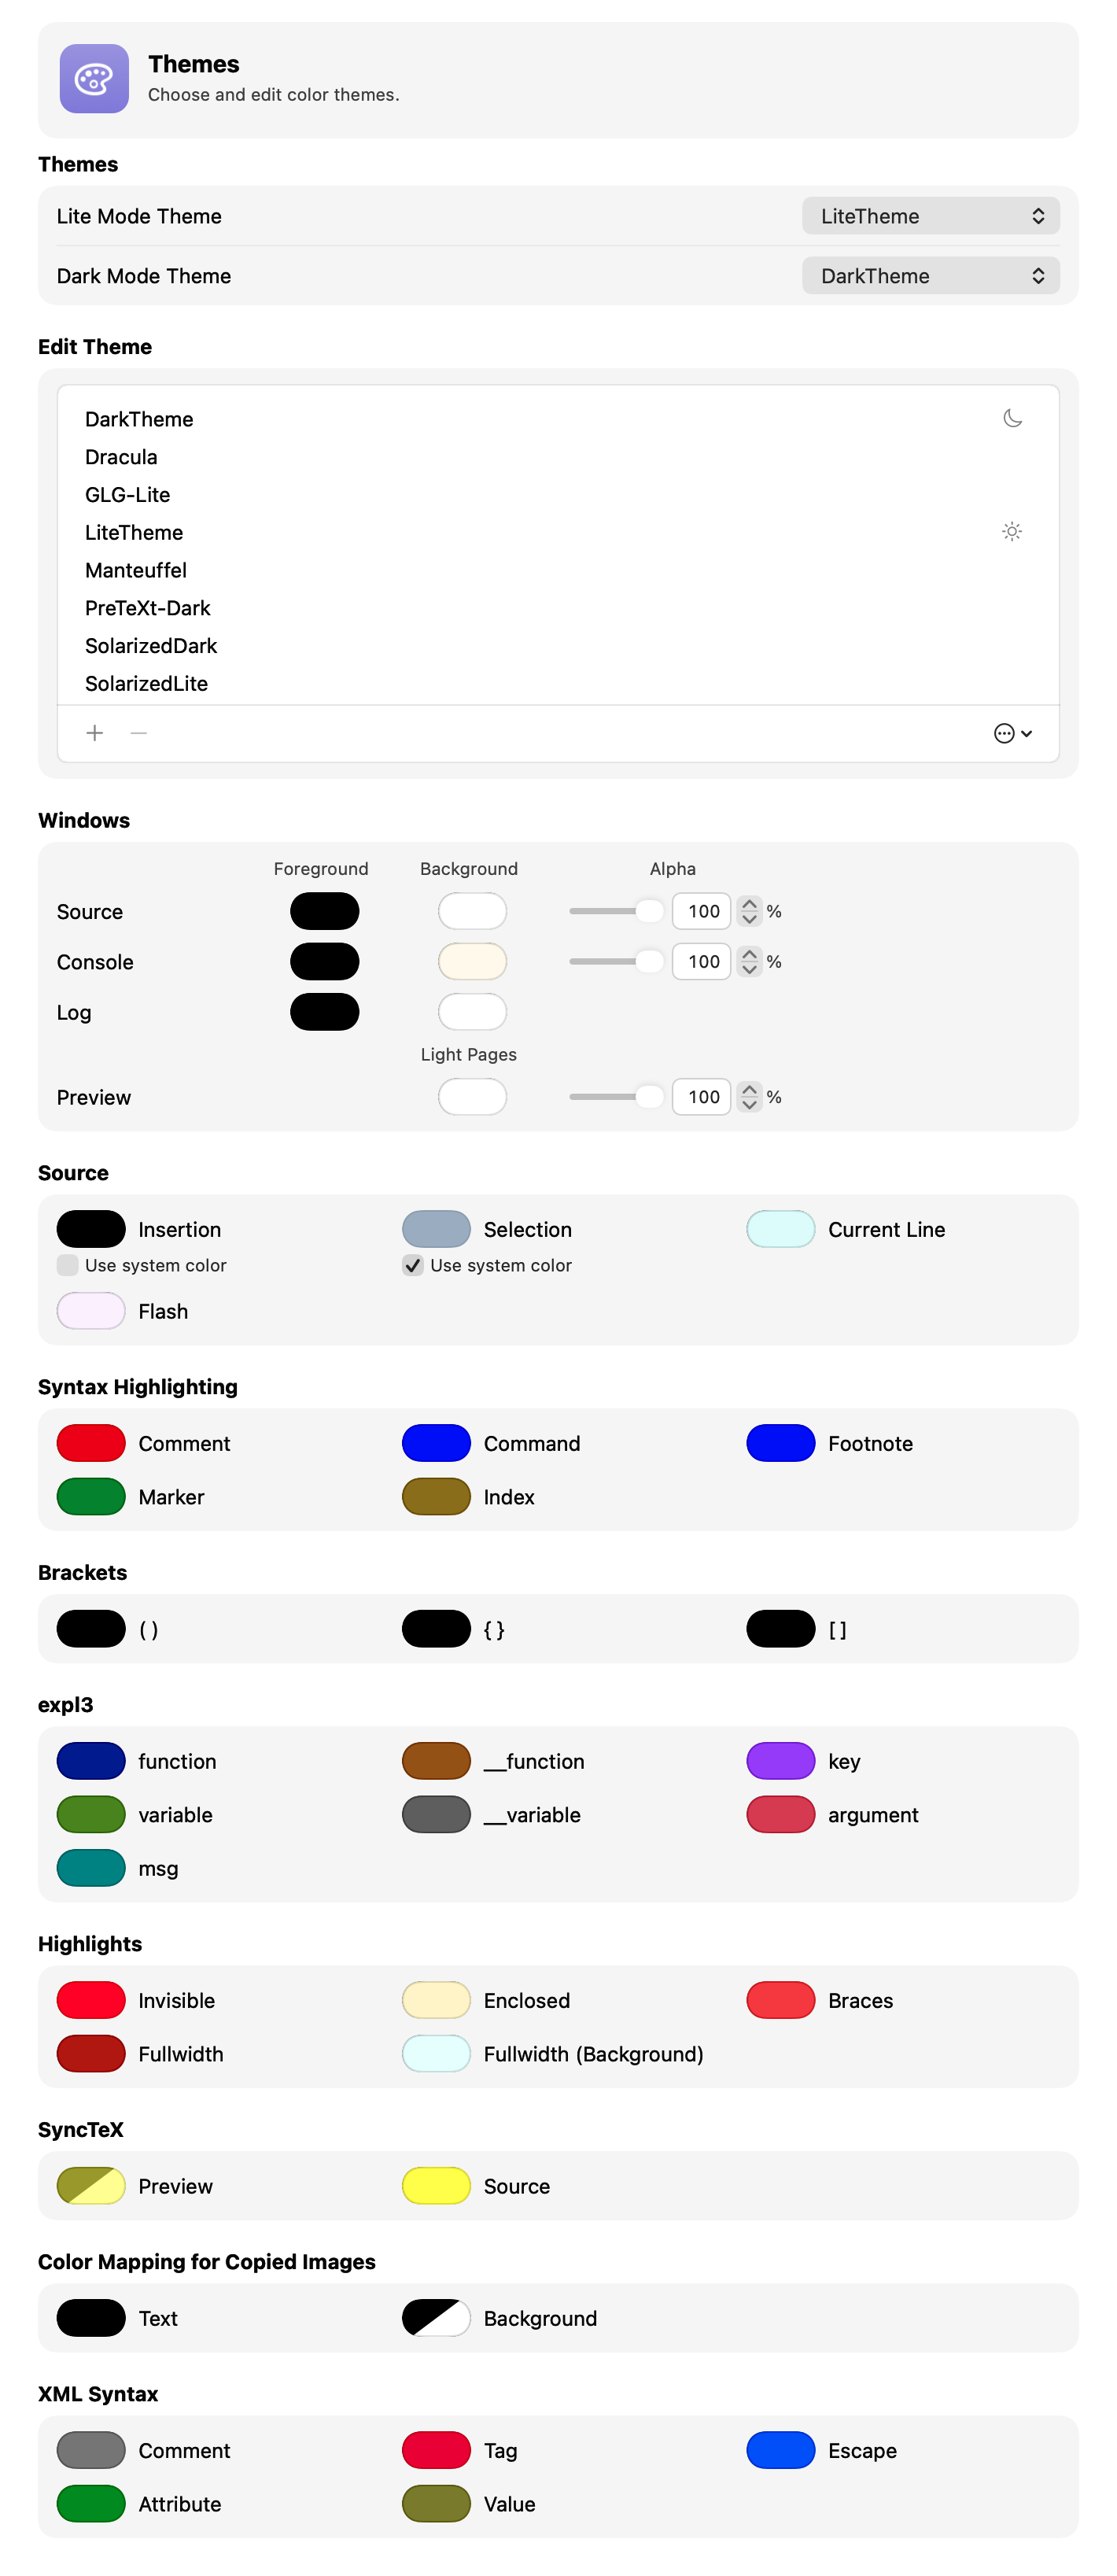 Themes
Choose and edit color themes.
Themes
Lite Mode Theme LiteTheme
Dark Mode Theme DarkTheme
Edit Theme
DarkTheme
Dracula
GLG-Lite
LiteTheme
Manteuffel
PreTeXt-Dark
SolarizedDark
SolarizedLite
Windows
Foreground Background Alpha
Source 100 %
Console 100 %
Log
Light Pages
Preview 100 %
Source
Insertion Selection Current Line
Use system color Use system color
Flash
Syntax Highlighting
Comment Command Footnote
Marker Index
Brackets
( ) { } [ ]
expl3
function __function key
variable __variable argument
msg
Highlights
Invisible Enclosed Braces
Fullwidth Fullwidth (Background)
SyncTeX
Preview Source
Color Mapping for Copied Images
Text Background
XML Syntax
Comment Tag Escape
Attribute Value